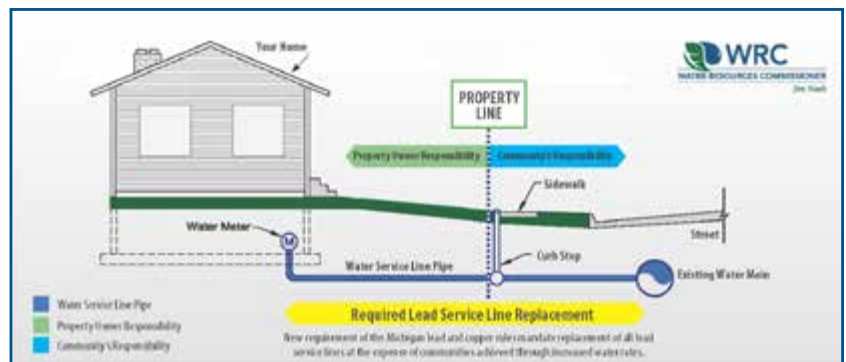 Your Home
WRC
WATER RESOURCES COMMISSIONER
Jim Nash
PROPERTY
LINE
Property Owner Responsibility
Community's Responsibility
Sidewalk
Water Meter
M
Street
Curb Stop
Water Service Line Pipe
Existing Water Main
Water Service Line Pipe
Property Owner Responsibility
Community's Responsibility
Required Lead Service Line Replacement
New requirement of the Michigan lead and copper rules mandate replacement of all lead
service lines at the expense of communities achieved through increased water rates.